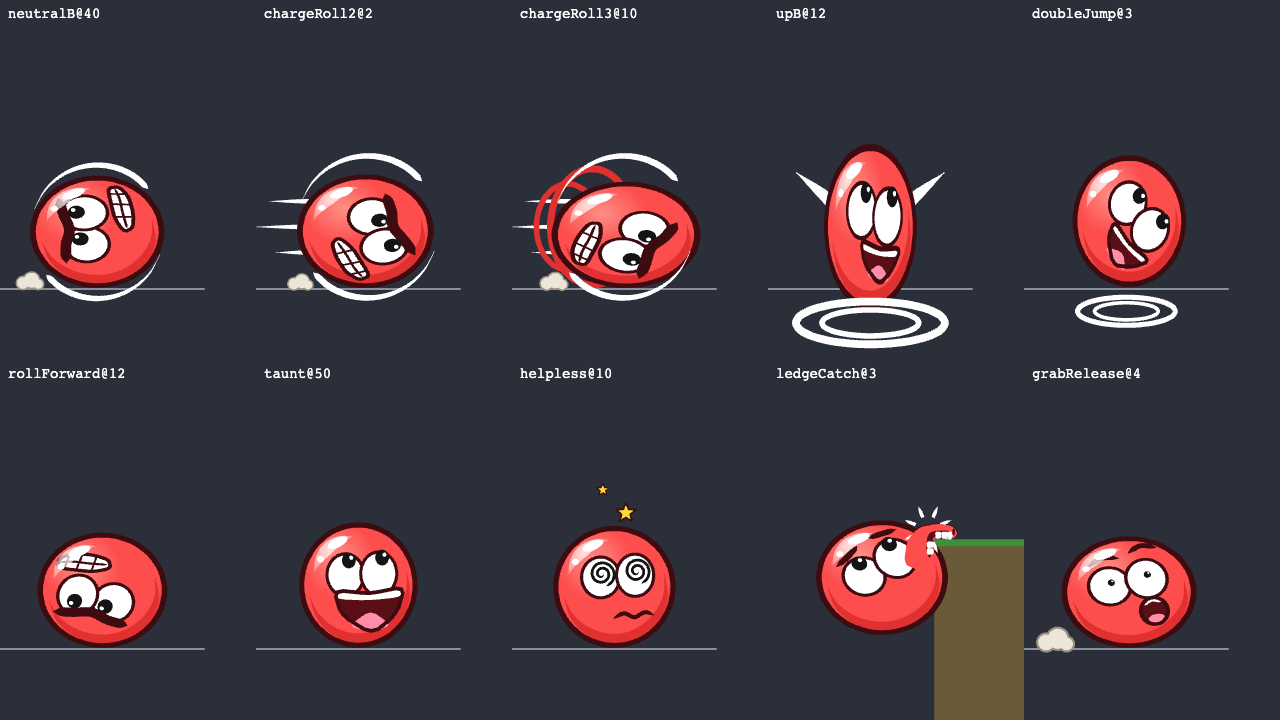 neutralB@40
chargeRoll2@2
chargeRoll3@10
upB@12
doubleJump@3
rollForward@12
taunt@50
helpless@10
ledgeCatch@3
grabRelease@4